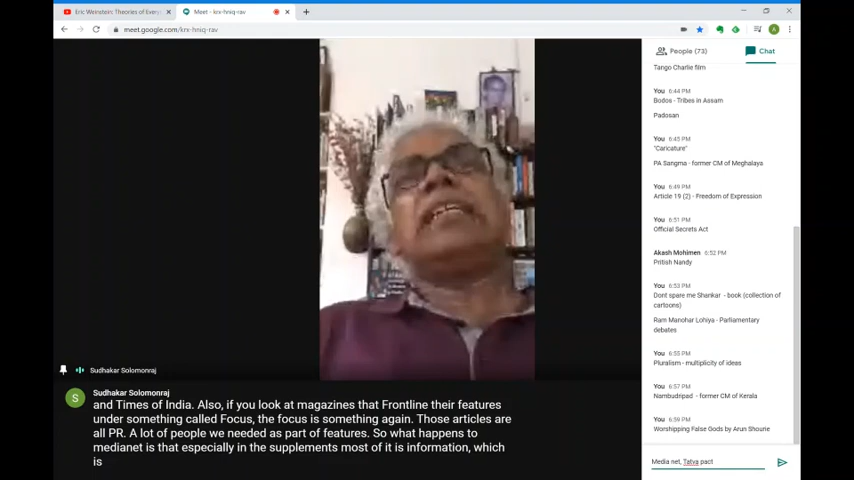 Eric Weinstein: Theories of Every
Meet - krx-hniq-rav
meet.google.com/krx-hniq-rav
People (73)
Chat
Tango Charlie film
You 6:44 PM
Bodos - Tribes in Assam
Padosan
You 6:45 PM
"Caricature"
PA Sangma - former CM of Meghalaya
You 6:49 PM
Article 19 (2) - Freedom of Expression
You 6:51 PM
Official Secrets Act
Akash Mohimen 6:52 PM
Pritish Nandy
You 6:53 PM
Dont spare me Shankar - book (collection of
cartoons)
Ram Manohar Lohiya - Parliamentary
debates
You 6:55 PM
Pluralism - multiplicity of ideas
You 6:57 PM
Nambudripad - former CM of Kerala
You 6:59 PM
Worshipping False Gods by Arun Shourie
Media net, Tatva pact
Sudhakar Solomonraj
S
Sudhakar Solomonraj
and Times of India. Also, if you look at magazines that Frontline their features
under something called Focus, the focus is something again. Those articles are
all PR. A lot of people we needed as part of features. So what happens to
medianet is that especially in the supplements most of it is information, which
is